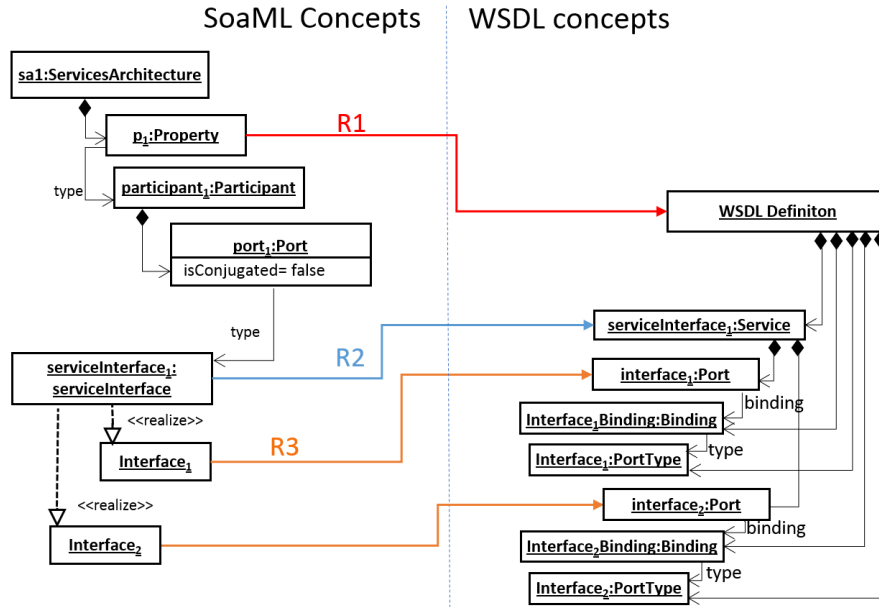 SoaML Concepts
WSDL concepts
sa1:ServicesArchitecture
p1:Property
R1
type
participant1:Participant
WSDL Definiton
port1:Port
isConjugated= false
type
serviceInterface1:Service
serviceInterface1:
serviceInterface
R2
interface1:Port
binding
<<realize>>
Interface1Binding:Binding
type
Interface1
R3
Interface1:PortType
<<realize>>
interface2:Port
binding
Interface2
Interface2Binding:Binding
type
Interface2:PortType